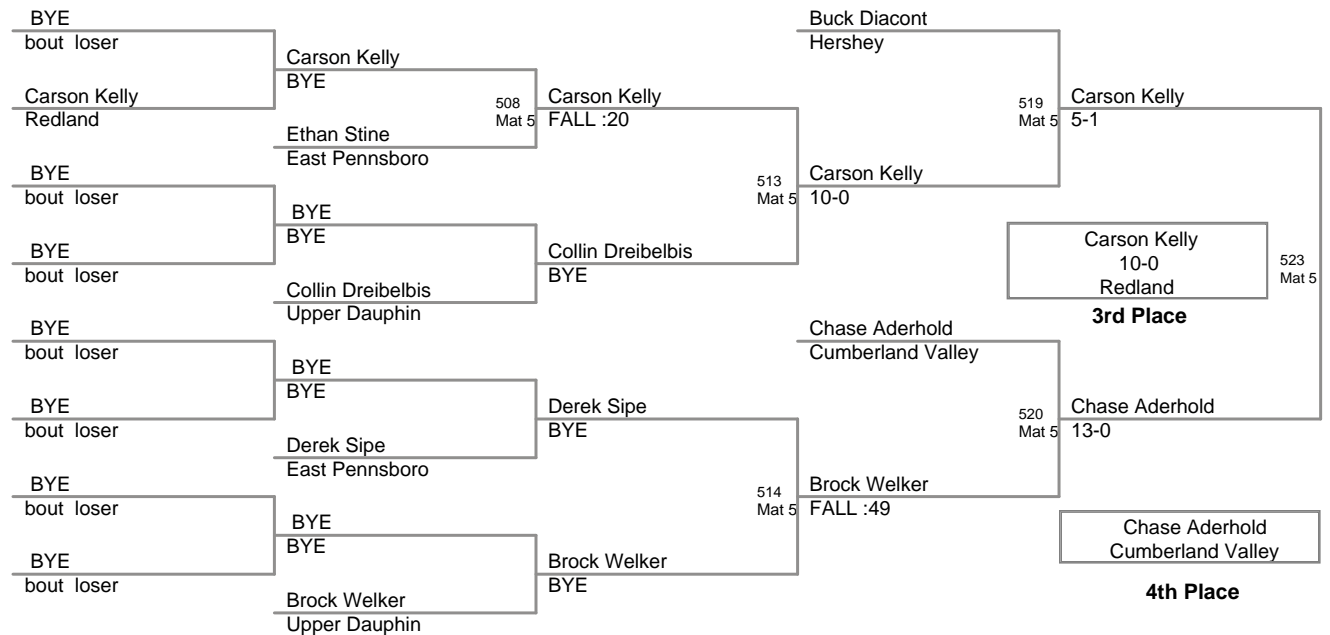 BYE
bout loser
Carson Kelly
Redland
BYE
bout loser
BYE
bout loser
BYE
bout loser
BYE
bout loser
BYE
bout loser
BYE
bout loser
Carson Kelly
BYE
Ethan Stine
East Pennsboro
BYE
BYE
Collin Dreibelbis
Upper Dauphin
BYE
BYE
Derek Sipe
East Pennsboro
BYE
BYE
Brock Welker
Upper Dauphin
508
Mat 5
Carson Kelly
FALL :20
Collin Dreibelbis
BYE
Derek Sipe
BYE
Brock Welker
BYE
Buck Diacont
Hershey
513
Mat 5
Carson Kelly
10-0
Chase Aderhold
Cumberland Valley
514
Mat 5
Brock Welker
FALL :49
519
Mat 5
Carson Kelly
5-1
520
Mat 5
Chase Aderhold
13-0
Carson Kelly
10-0
Redland
3rd Place
523
Mat 5
Chase Aderhold
Cumberland Valley
4th Place